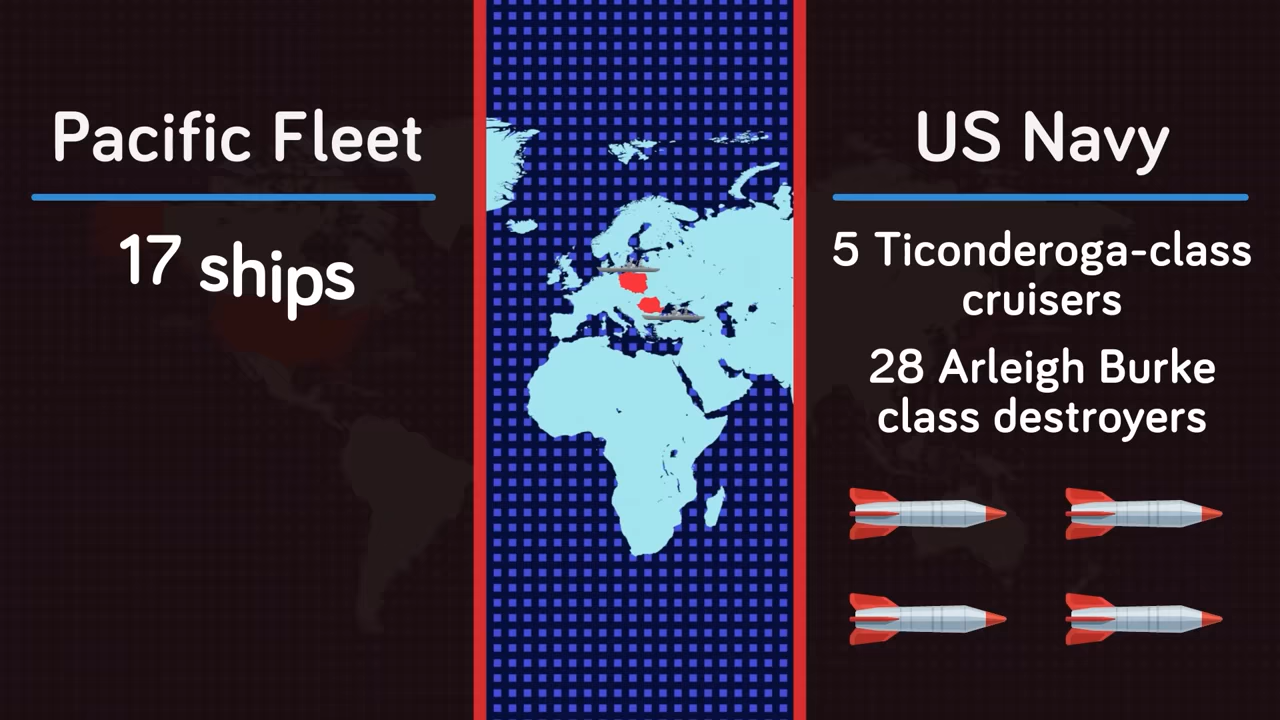 Pacific Fleet
17 ships
US Navy
5 Ticonderoga-class
cruisers
28 Arleigh Burke
class destroyers